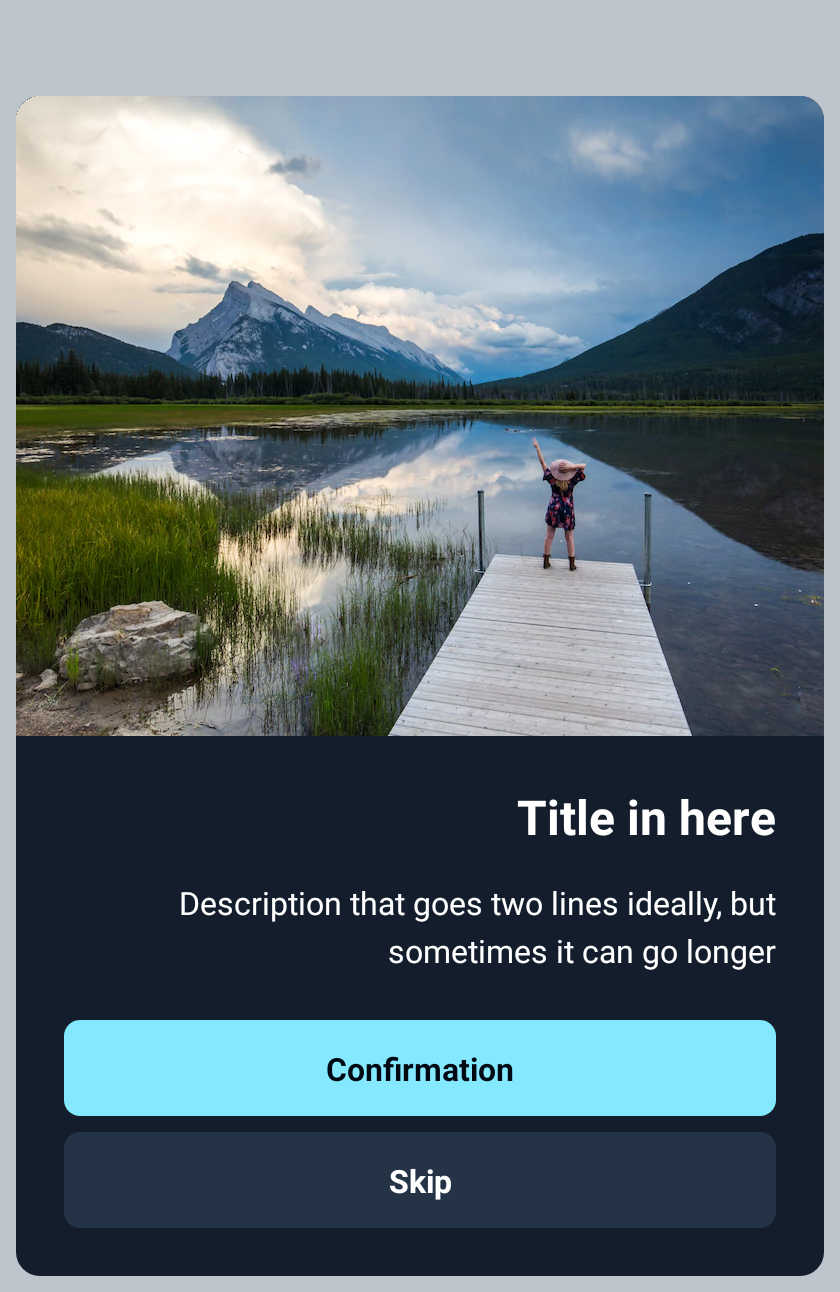 Title in here
Description that goes two lines ideally, but
sometimes it can go longer
Confirmation
Skip